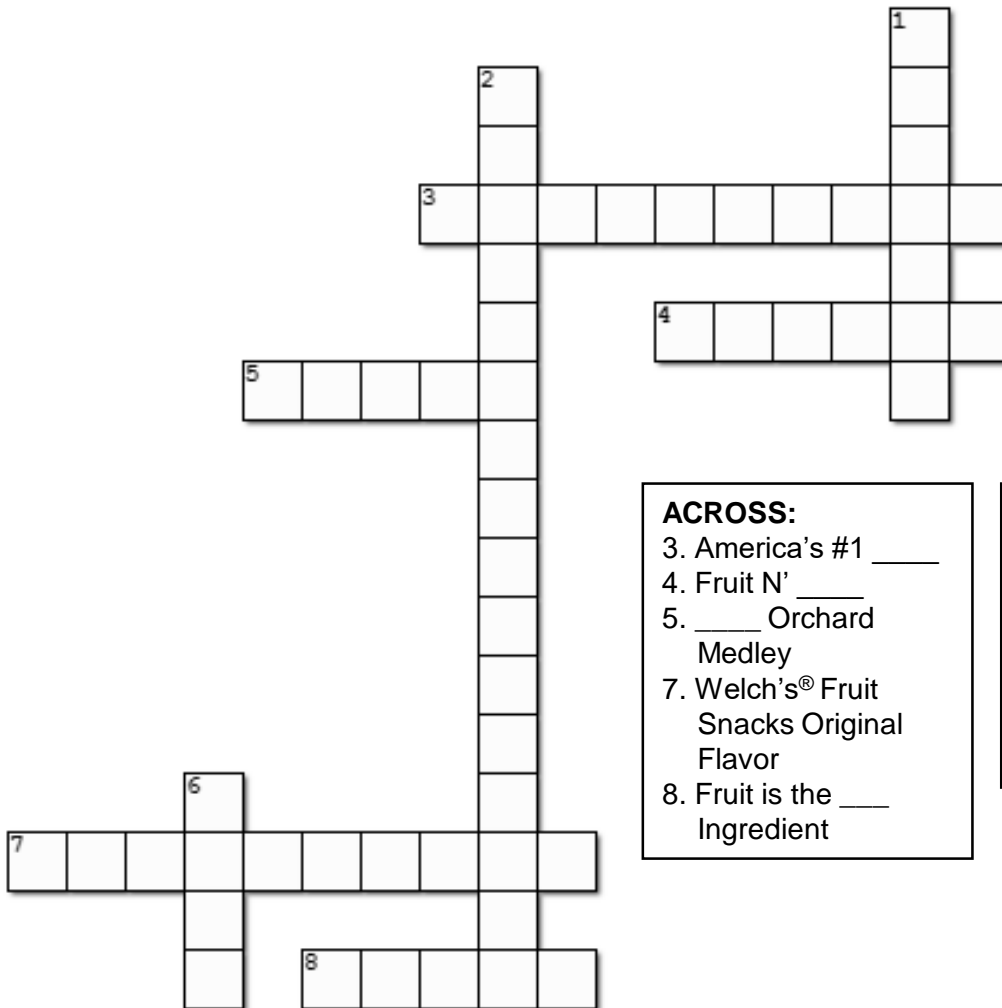 1
2
3
4
5
ACROSS:
3. America’s #1 ____
4. Fruit N’ ____
5. ____ Orchard
Medley
7. Welch’s® Fruit
Snacks Original
Flavor
8. Fruit is the ___
Ingredient
6
7
8